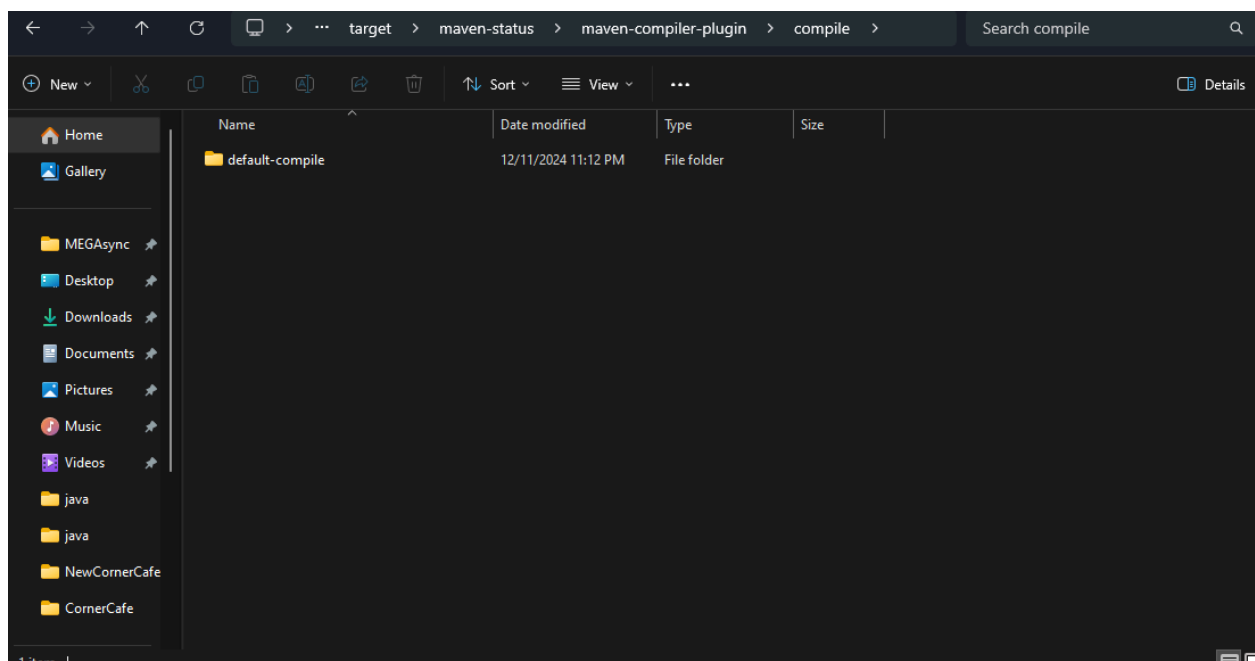 … target > maven-status > maven-compiler-plugin > compile > Search compile
New Sort View ... Details
Name Date modified Type Size
default-compile 12/11/2024 11:12 PM File folder
Home
Gallery
MEGAsync
Desktop
Downloads
Documents
Pictures
Music
Videos
java
java
NewCornerCafe
CornerCafe